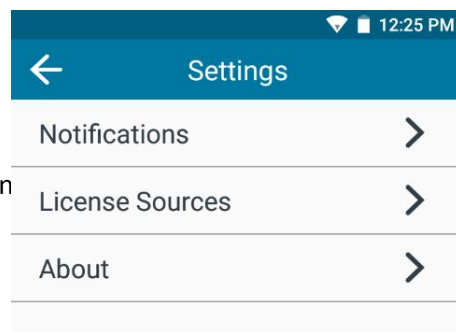 12:25 PM
Settings
Notifications
n
License Sources
About